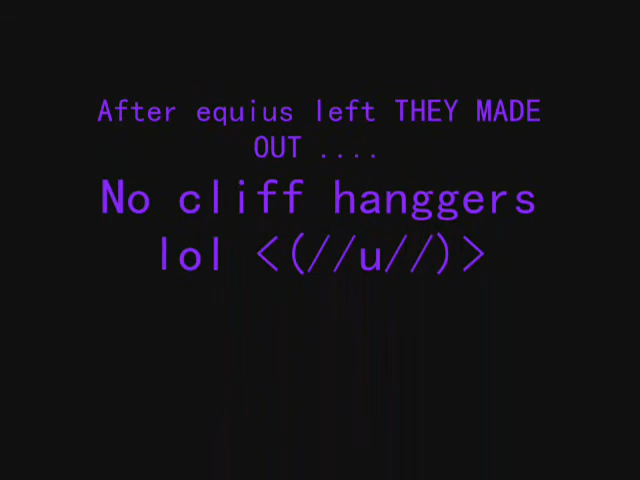 After equius left THEY MADE
OUT ....
No cliff hanggers
lol <(//u//)>